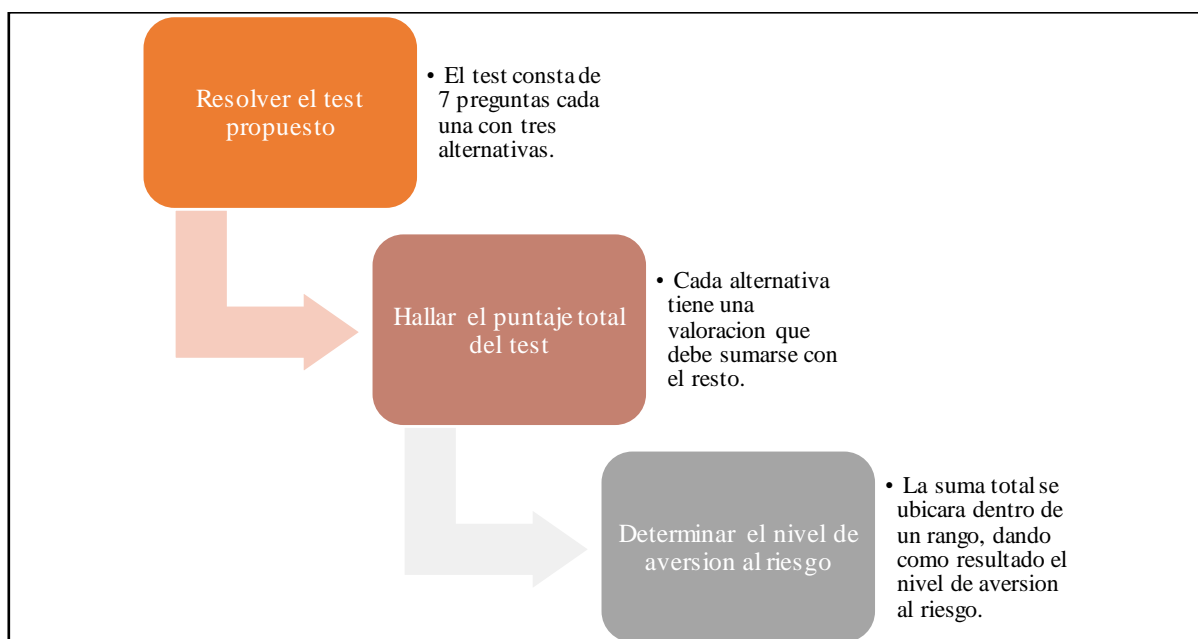 Resolver el test
propuesto
• El test consta de
7 preguntas cada
una con tres
alternativas.
Hallar el puntaje total
del test
• Cada alternativa
tiene una
valoracion que
debe sumarse con
el resto.
Determinar el nivel de
aversion al riesgo
• La suma total se
ubicara dentro de
un rango, dando
como resultado el
nivel de aversion
al riesgo.